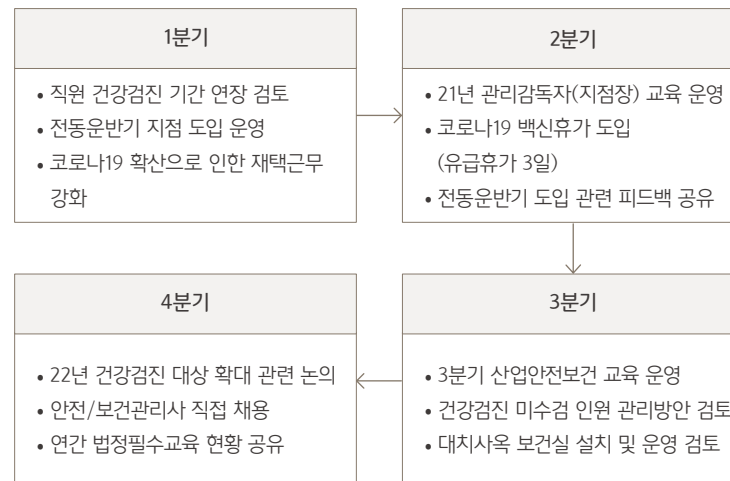 1분기
• 직원 건강검진 기간 연장 검토
• 전동운반기 지점 도입 운영
• 코로나19 확산으로 인한 재택근무
강화
2분기
• 21년 관리감독자(지점장) 교육 운영
• 코로나19 백신휴가 도입
(유급휴가 3일)
• 전동운반기 도입 관련 피드백 공유
3분기
• 3분기 산업안전보건 교육 운영
• 건강검진 미수검 인원 관리방안 검토
• 대치사옥 보건실 설치 및 운영 검토
4분기
• 22년 건강검진 대상 확대 관련 논의
• 안전/보건관리사 직접 채용
• 연간 법정필수교육 현황 공유